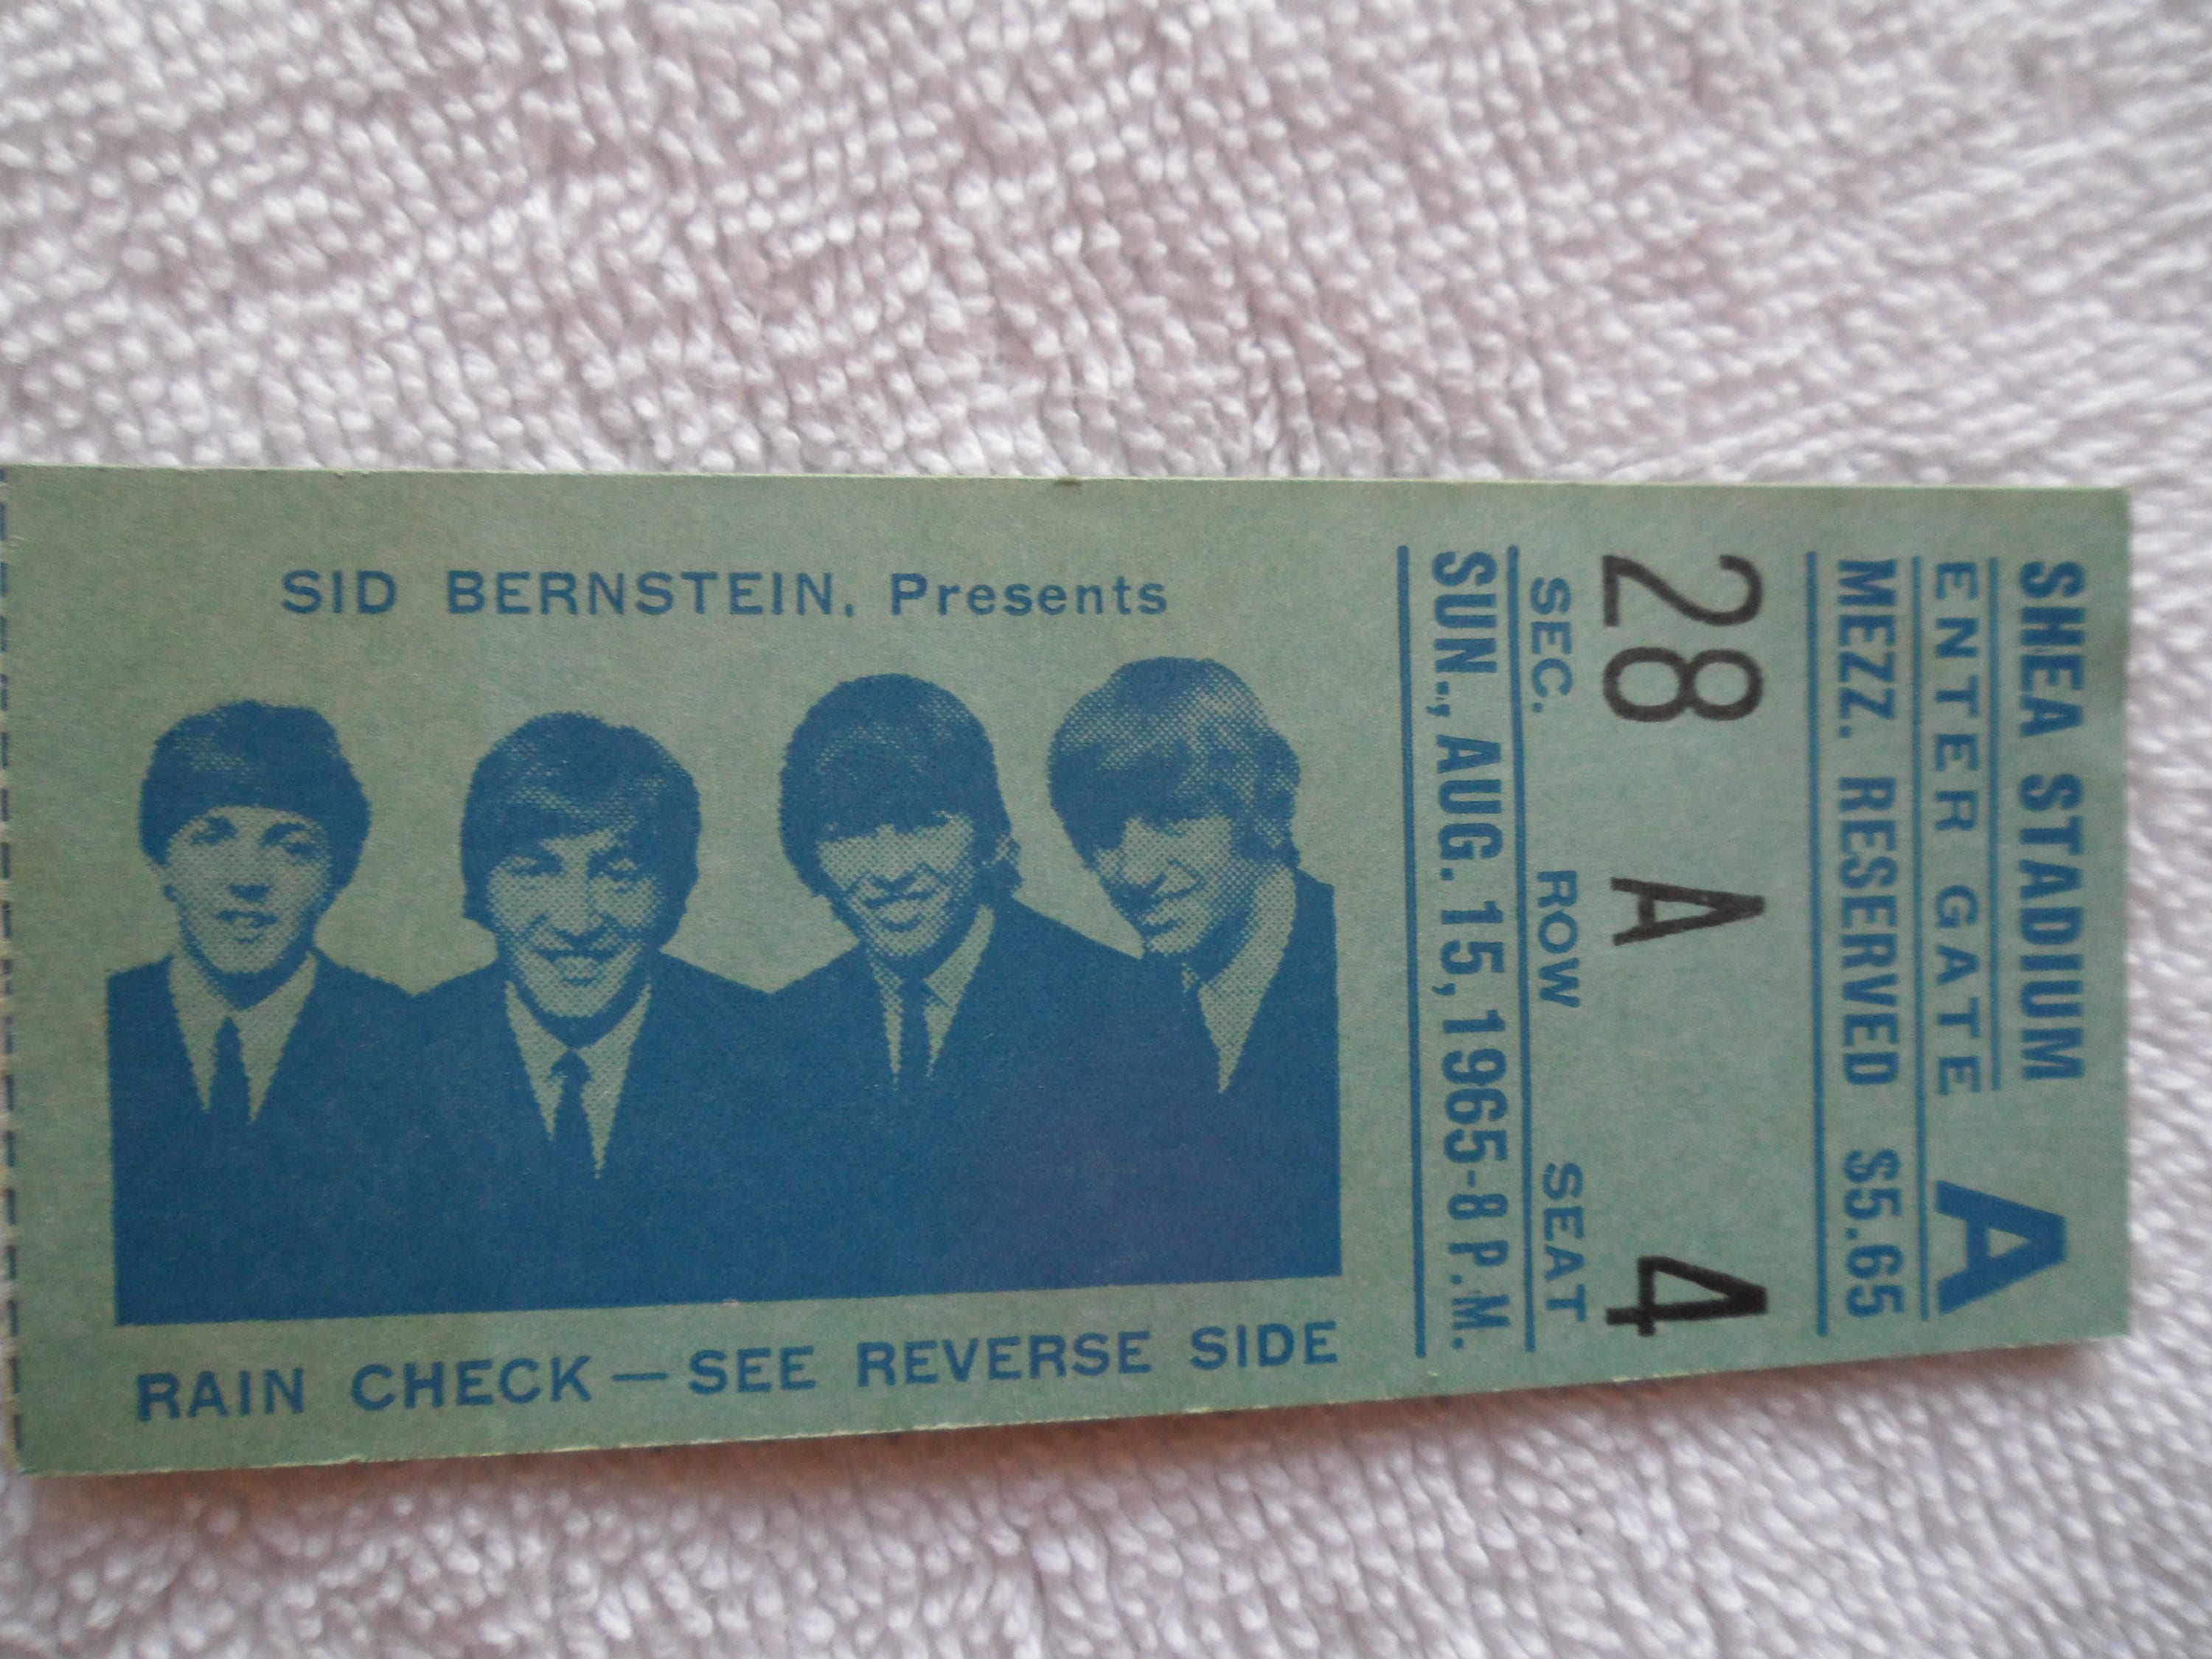 SID BERNSTEIN. Presents
RAIN CHECK — SEE REVERSE SIDE
SHEA STADIUM
ENTER GATE A
MEZZ. RESERVED $5.65
28 A 4
SEC. ROW SEAT
SUN., AUG. 15, 1965-8 P.M.